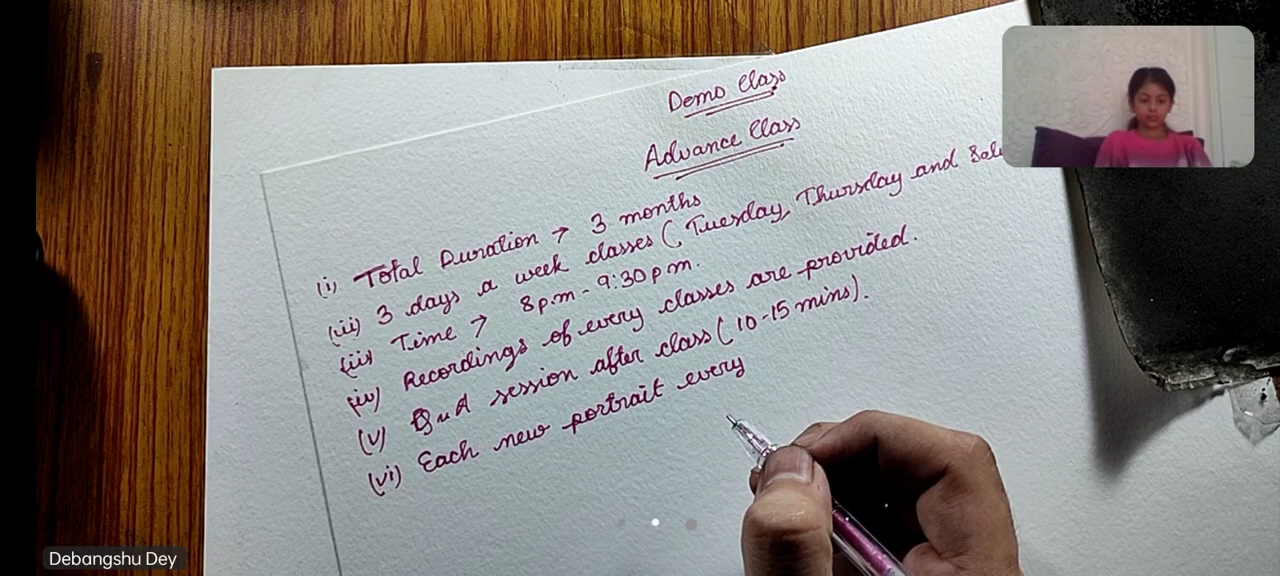 Demo Class
Advance Class
(i) Total Duration → 3 months
(ii) 3 days a week classes (Tuesday, Thursday and
(iii) Time → 8 p.m - 9:30 p m.
(iv) Recordings of every classes are provided.
(v) QnA session after class (10-15 mins).
(vi) Each new portrait every
Debangshu Dey